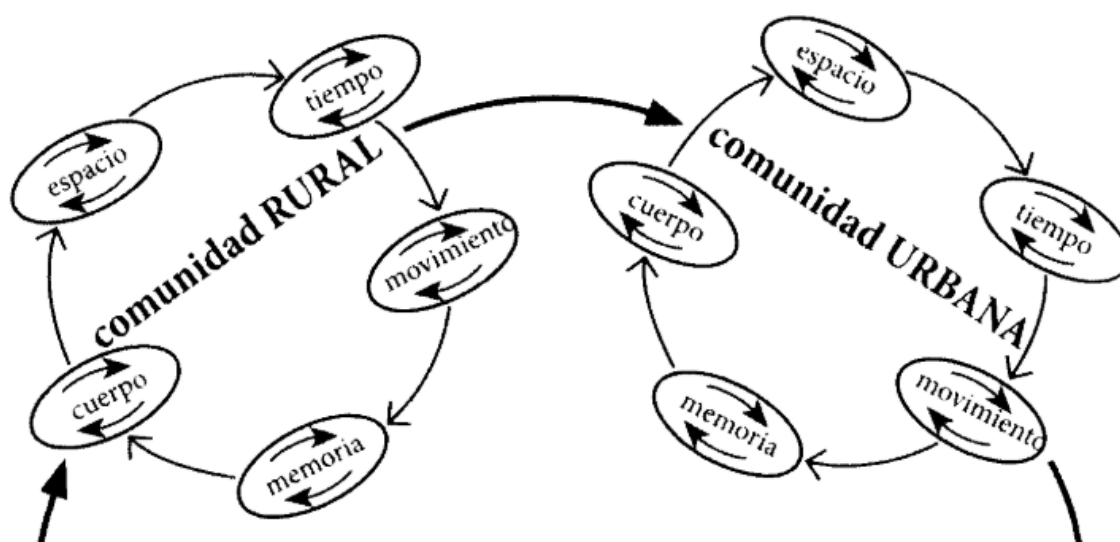 tiempo
espacio
comunidad RURAL
movimiento
cuerpo
memoria
espacio
comunidad URBANA
cuerpo
tiempo
movimiento
memoria